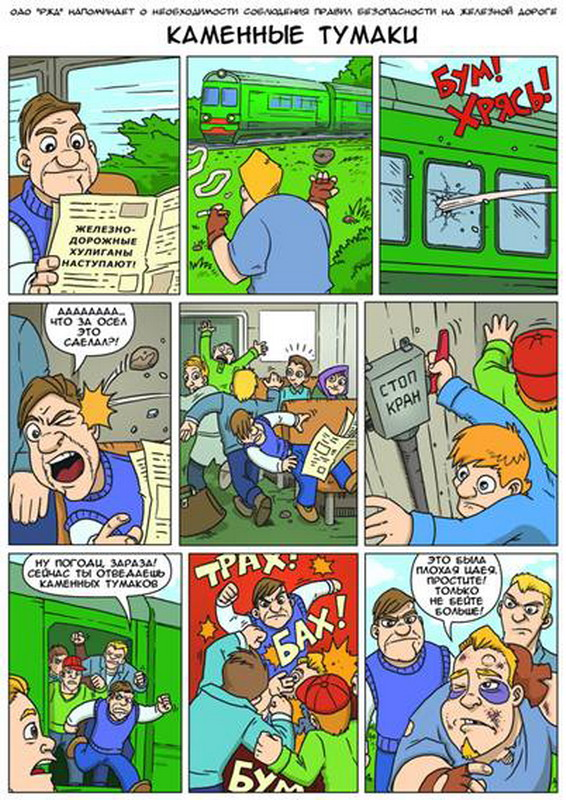 ОАО "РЖД" НАПОМИНАЕТ О НЕОБХОДИМОСТИ СОБЛЮДЕНИЯ ПРАВИЛ БЕЗОПАСНОСТИ НА ЖЕЛЕЗНОЙ ДОРОГЕ
КАМЕННЫЕ ТУМАКИ
ЖЕЛЕЗНО-
ДОРОЖНЫЕ
ХУЛИГАНЫ
НАСТУПАЮТ!
БУМ!
ХРЯСЬ!
АААААААА...
ЧТО ЗА ОСЕЛ
ЭТО
СДЕЛАЛ?!
СТОП
КРАН
НУ ПОГОДИ, ЗАРАЗА!
СЕЙЧАС ТЫ ОТВЕДАЕШЬ
КАМЕННЫХ ТУМАКОВ
ТРАХ!
БАХ!
БУМ
ЭТО БЫЛА
ПЛОХАЯ ИДЕЯ.
ПРОСТИТЕ!
ТОЛЬКО
НЕ БЕЙТЕ
БОЛЬШЕ!